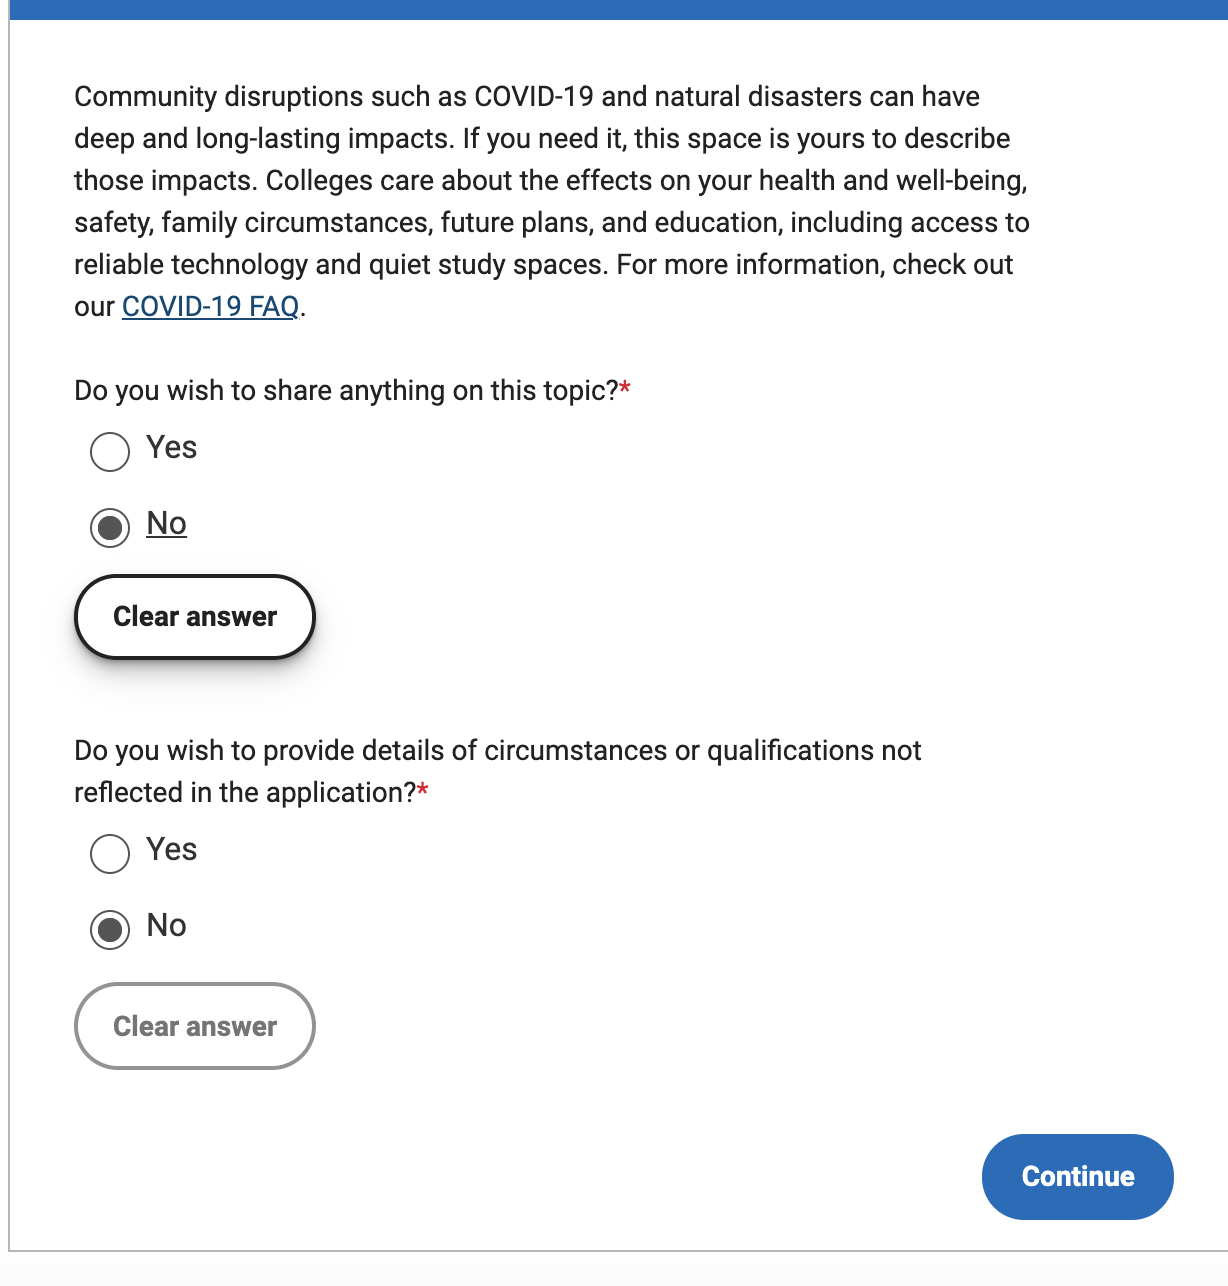 Community disruptions such as COVID-19 and natural disasters can have
deep and long-lasting impacts. If you need it, this space is yours to describe
those impacts. Colleges care about the effects on your health and well-being,
safety, family circumstances, future plans, and education, including access to
reliable technology and quiet study spaces. For more information, check out
our COVID-19 FAQ.
Do you wish to share anything on this topic?*
Yes
No
Clear answer
Do you wish to provide details of circumstances or qualifications not
reflected in the application?*
Yes
No
Clear answer
Continue